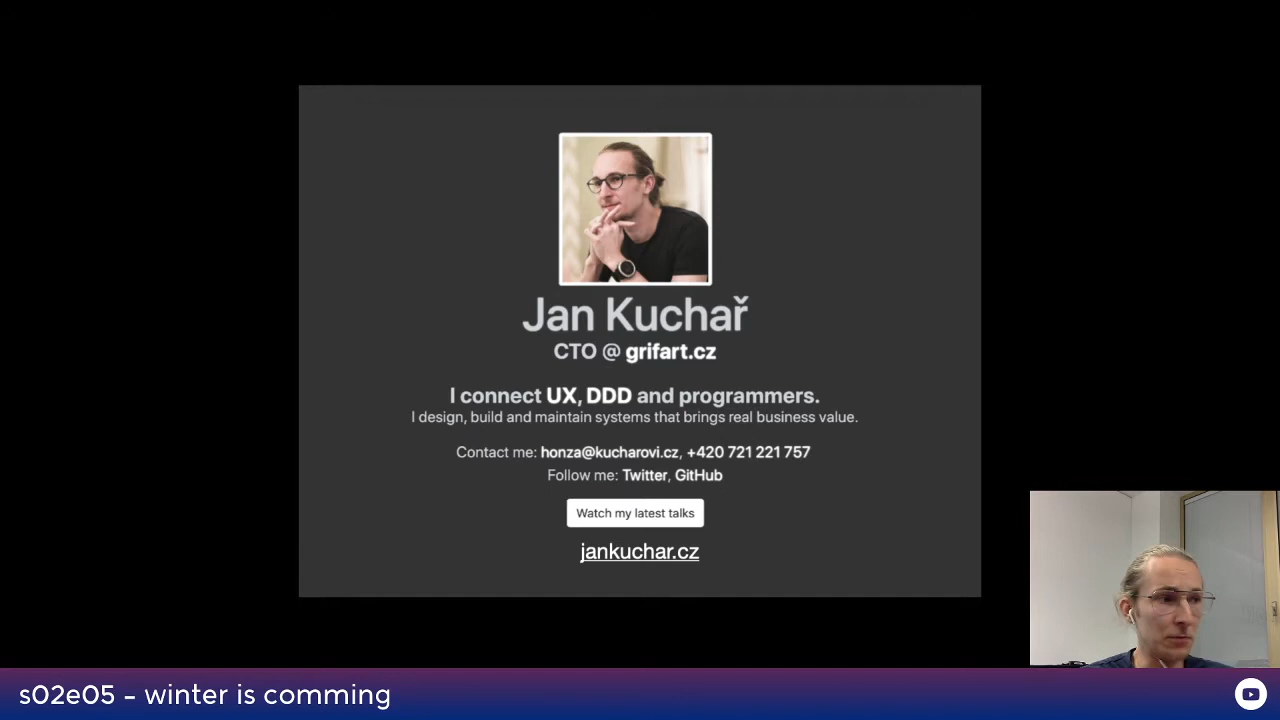 Jan Kuchař
CTO @ grifart.cz
I connect UX, DDD and programmers.
I design, build and maintain systems that brings real business value.
Contact me: honza@kucharovi.cz, +420 721 221 757
Follow me: Twitter, GitHub
Watch my latest talks
jankuchar.cz
s02e05 - winter is comming